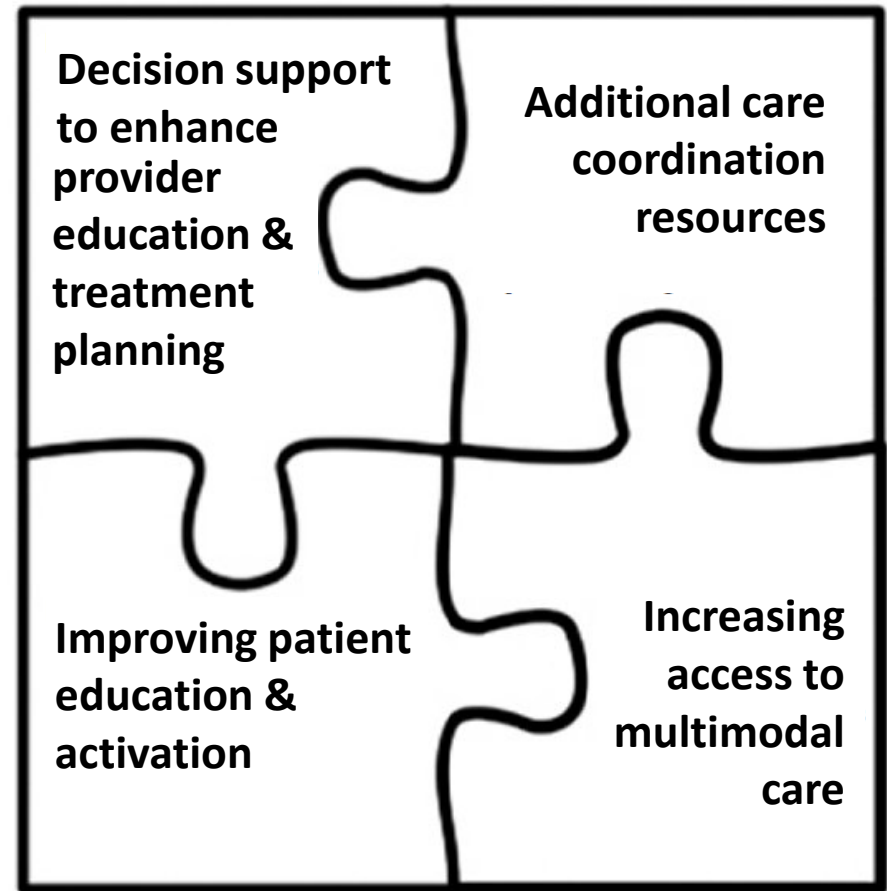 Decision support
to enhance
provider
education &
treatment
planning
Additional care
coordination
resources
Improving patient
education &
activation
Increasing
access to
multimodal
care